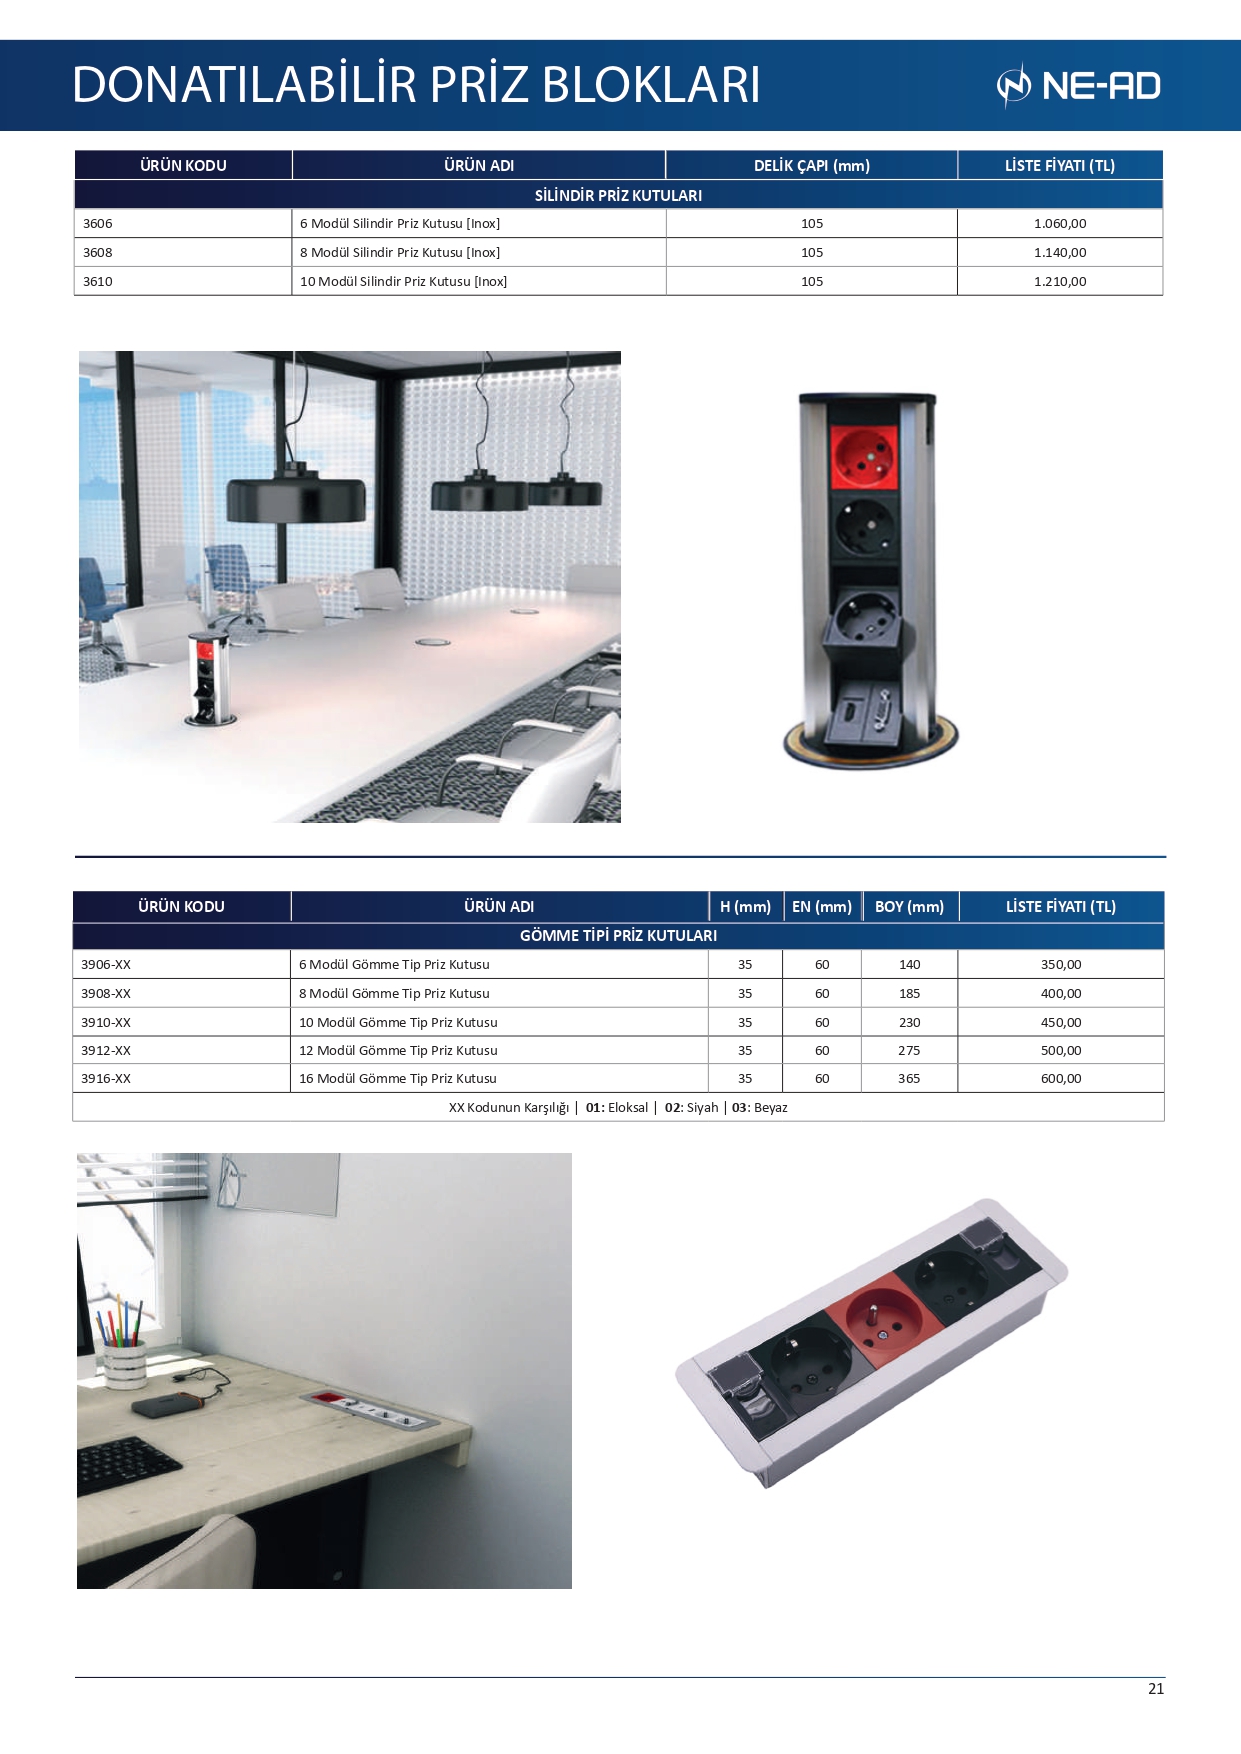 DONATILABİLİR PRİZ BLOKLARI
NE-AD
ÜRÜN KODU ÜRÜN ADI DELİK ÇAPI (mm) LİSTE FİYATI (TL)
SİLİNDİR PRİZ KUTULARI
3606 6 Modül Silindir Priz Kutusu [Inox] 105 1.060,00
3608 8 Modül Silindir Priz Kutusu [Inox] 105 1.140,00
3610 10 Modül Silindir Priz Kutusu [Inox] 105 1.210,00
ÜRÜN KODU ÜRÜN ADI H (mm) EN (mm) BOY (mm) LİSTE FİYATI (TL)
GÖMME TİPİ PRİZ KUTULARI
3906-XX 6 Modül Gömme Tip Priz Kutusu 35 60 140 350,00
3908-XX 8 Modül Gömme Tip Priz Kutusu 35 60 185 400,00
3910-XX 10 Modül Gömme Tip Priz Kutusu 35 60 230 450,00
3912-XX 12 Modül Gömme Tip Priz Kutusu 35 60 275 500,00
3916-XX 16 Modül Gömme Tip Priz Kutusu 35 60 365 600,00
XX Kodunun Karşılığı | 01: Eloksal | 02: Siyah | 03: Beyaz
21